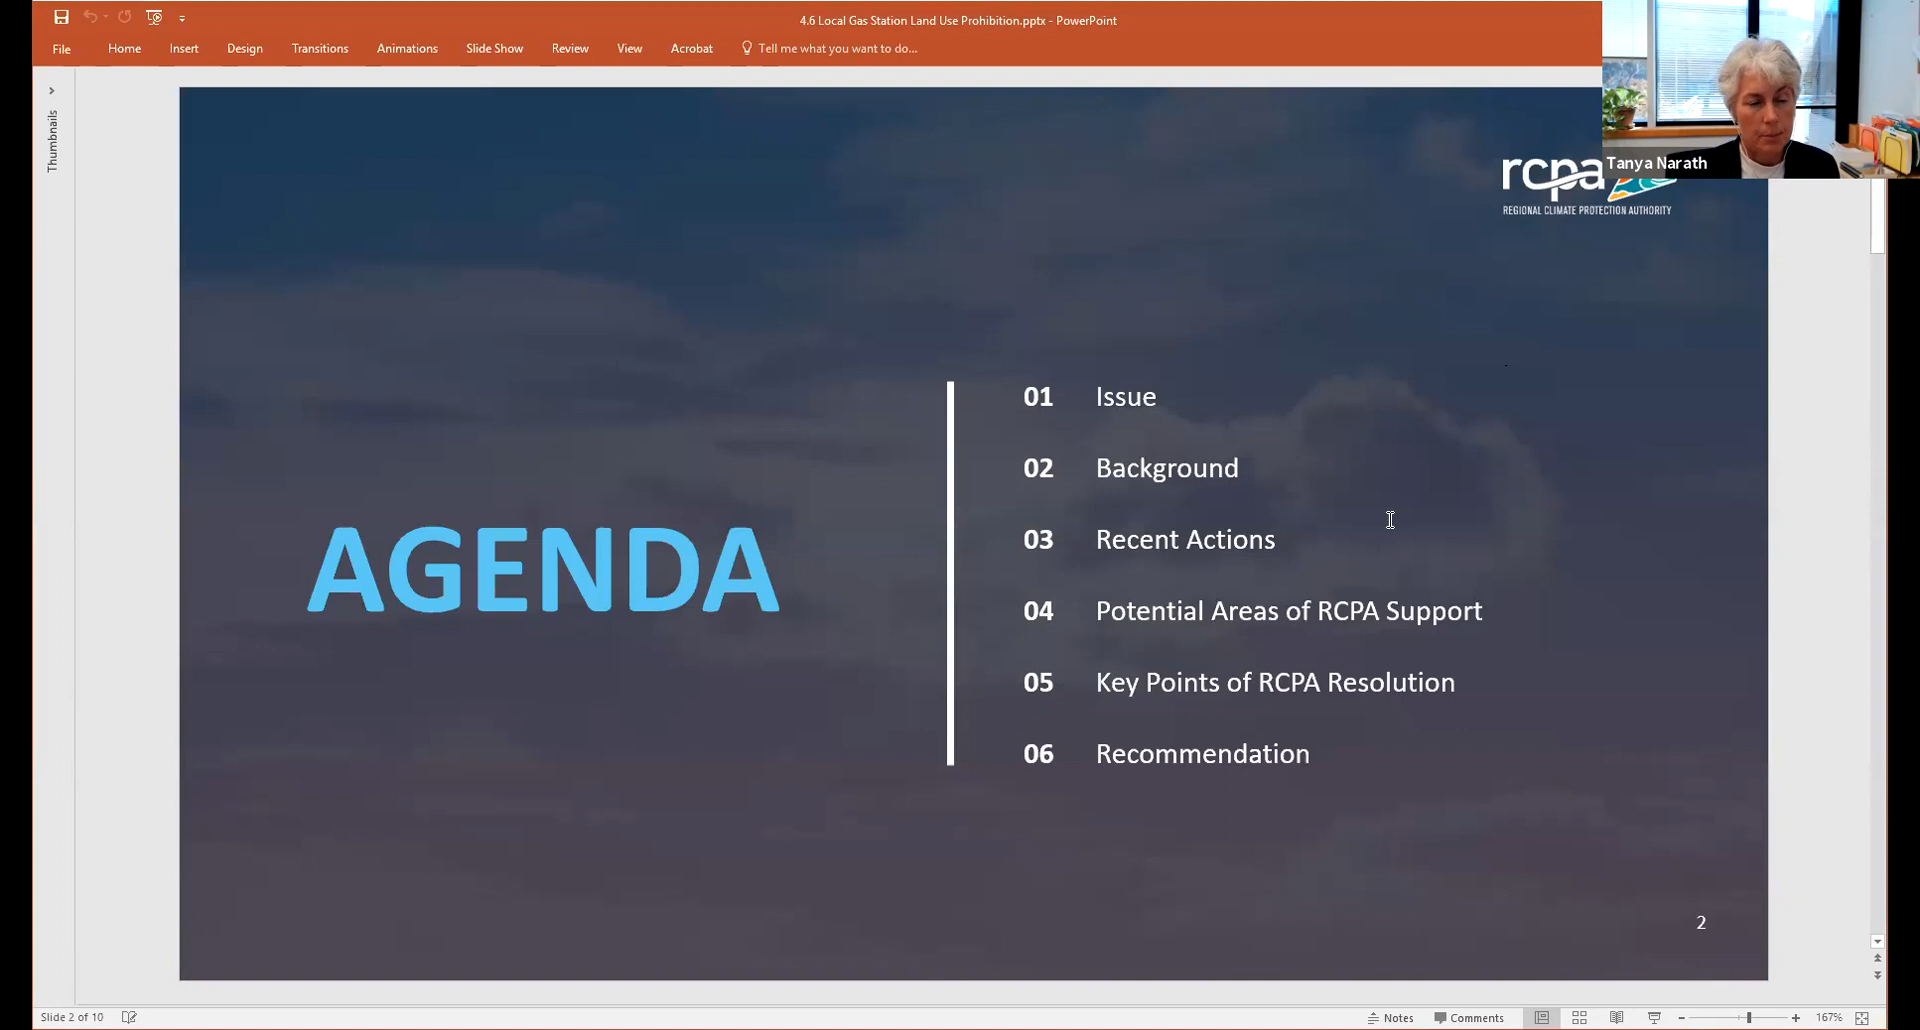 4.6 Local Gas Station Land Use Prohibition.pptx - PowerPoint
File Home Insert Design Transitions Animations Slide Show Review View Acrobat Tell me what you want to do...
Thumbnails
Tanya Narath
rcpa
REGIONAL CLIMATE PROTECTION AUTHORITY
AGENDA
01 Issue
02 Background
03 Recent Actions
04 Potential Areas of RCPA Support
05 Key Points of RCPA Resolution
06 Recommendation
2
Slide 2 of 10 Notes Comments 167%